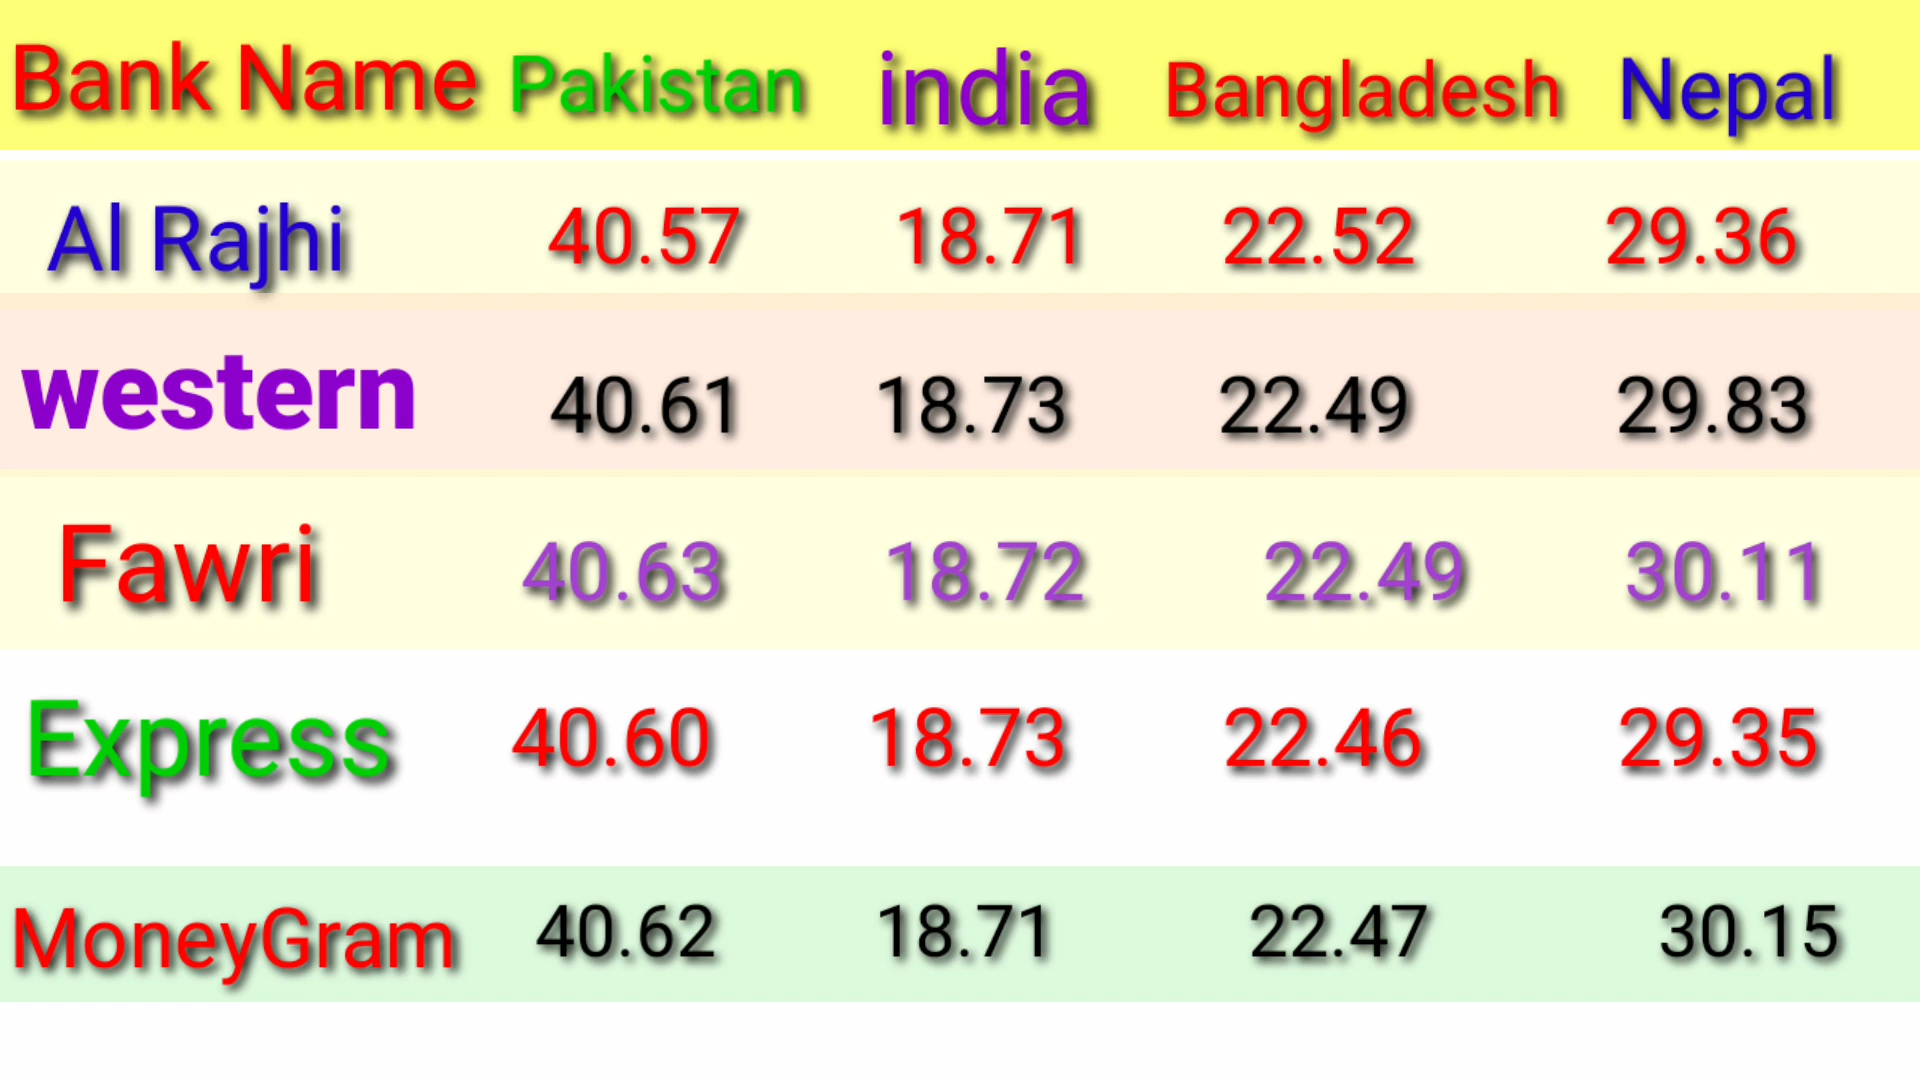 Bank Name Pakistan india Bangladesh Nepal
Al Rajhi 40.57 18.71 22.52 29.36
western 40.61 18.73 22.49 29.83
Fawri 40.63 18.72 22.49 30.11
Express 40.60 18.73 22.46 29.35
MoneyGram 40.62 18.71 22.47 30.15